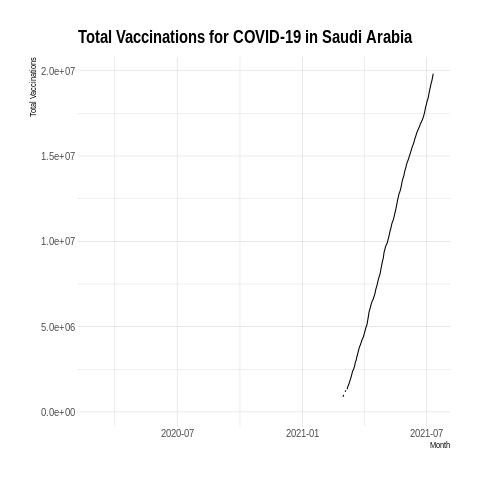 Total Vaccinations for COVID-19 in Saudi Arabia
Total Vaccinations
2.0e+07
1.5e+07
1.0e+07
5.0e+06
0.0e+00
2020-07 2021-01 2021-07
Month